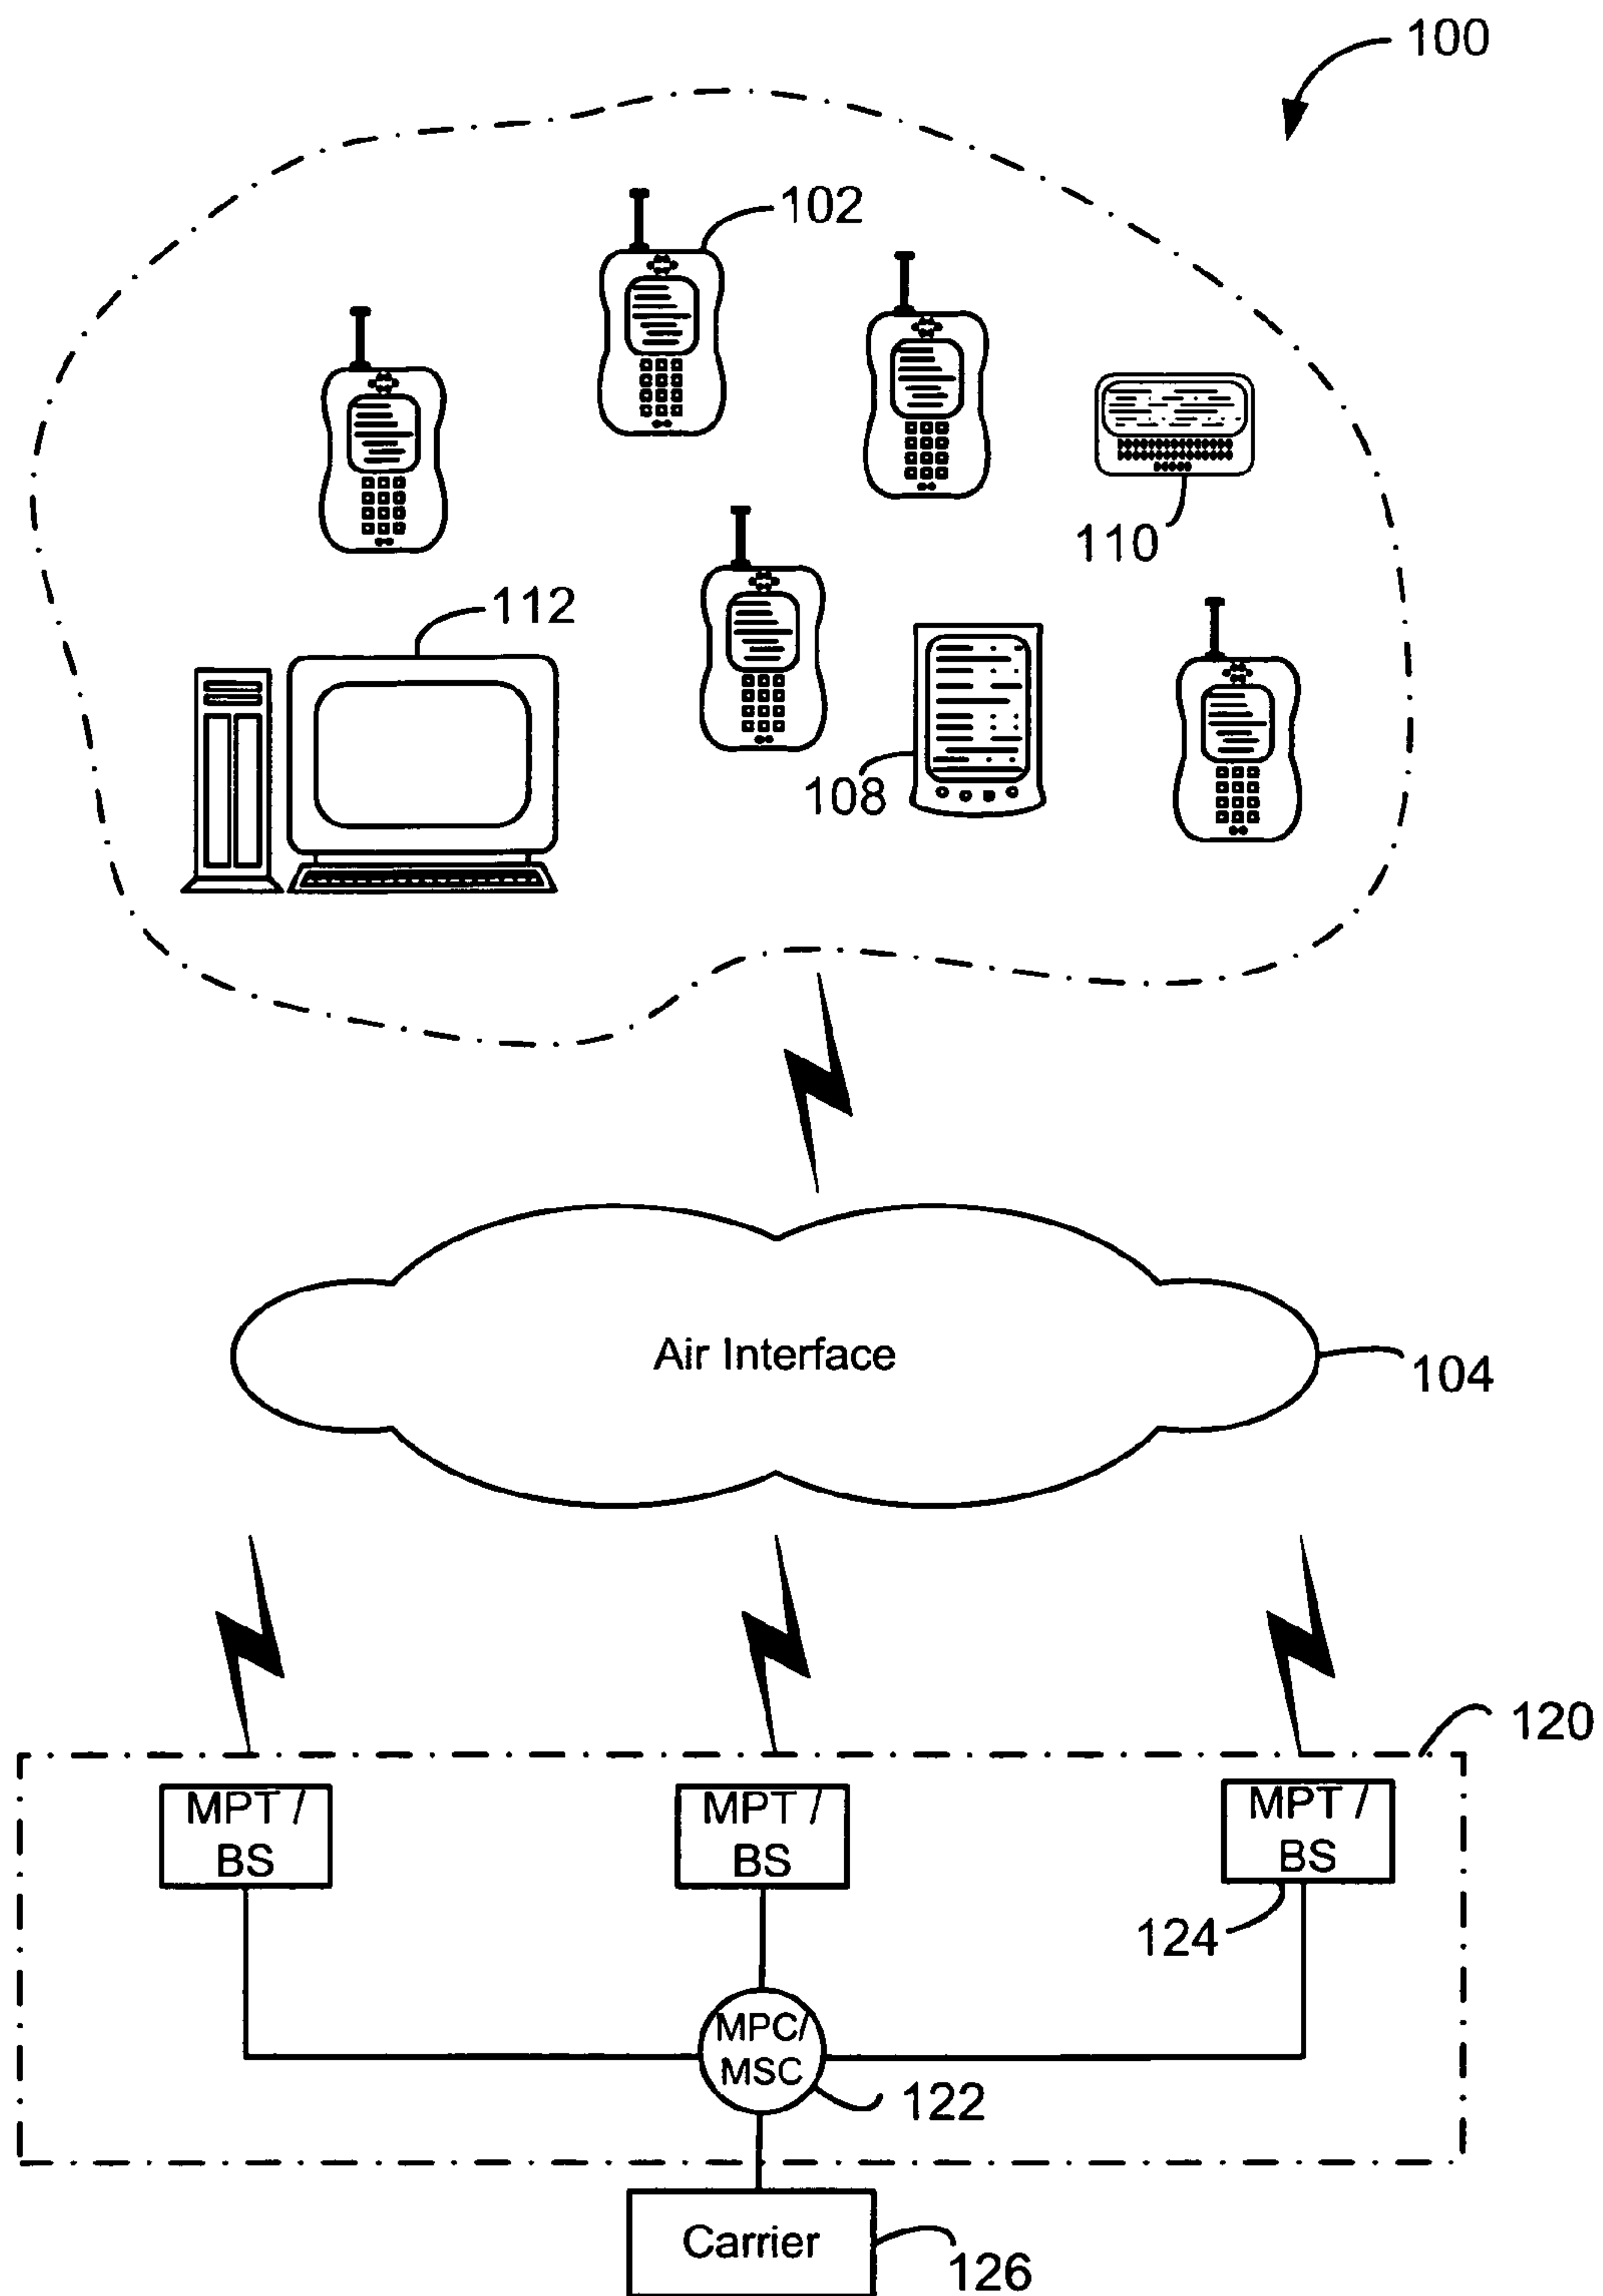 100
102
110
112
108
Air Interface
104
120
MPT /
BS
MPT /
BS
MPT /
BS
124
MPC/
MSC
122
Carrier
126